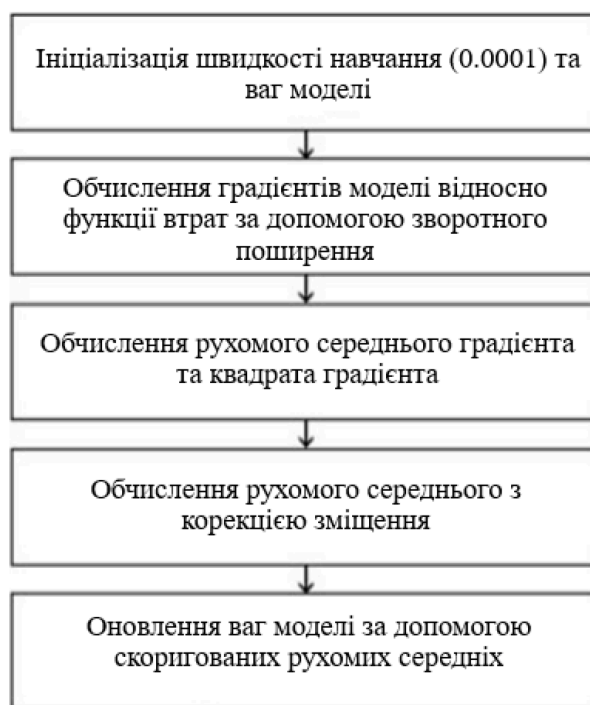 Ініціалізація швидкості навчання (0.0001) та
ваг моделі
Обчислення градієнтів моделі відносно
функції втрат за допомогою зворотного
поширення
Обчислення рухомого середнього градієнта
та квадрата градієнта
Обчислення рухомого середнього з
корекцією зміщення
Оновлення ваг моделі за допомогою
скоригованих рухомих середніх